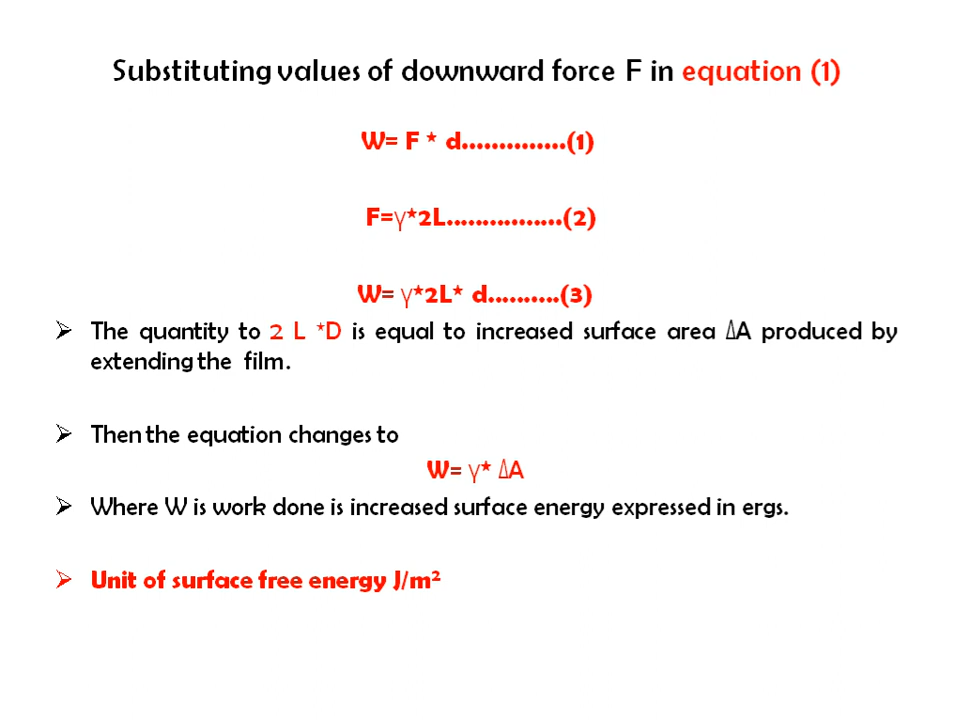 Substituting values of downward force F in equation (1)
W= F * d..............(1)
F=γ*2L................(2)
W= γ*2L* d..........(3)
➢ The quantity to 2 L *D is equal to increased surface area ΔA produced by
extending the film.
➢ Then the equation changes to
W= γ* ΔA
➢ Where W is work done is increased surface energy expressed in ergs.
➢ Unit of surface free energy J/m²